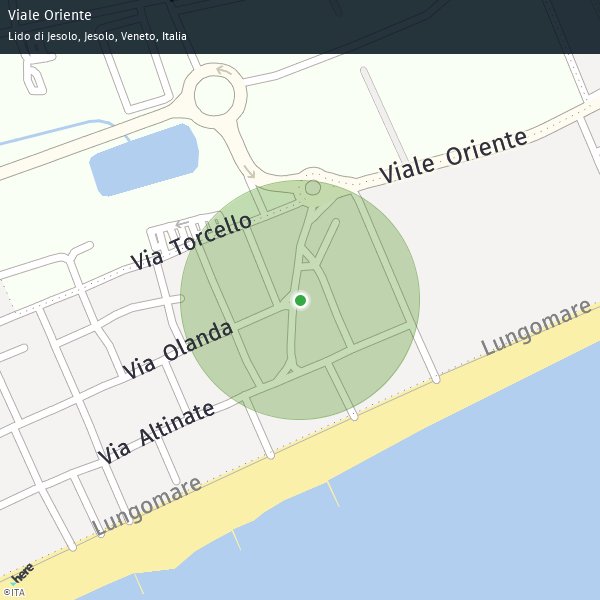 Viale Oriente
Lido di Jesolo, Jesolo, Veneto, Italia
Viale Oriente
Via Torcello
Via Olanda
Lungomare
Via Altinate
Lungomare
here
©ITA